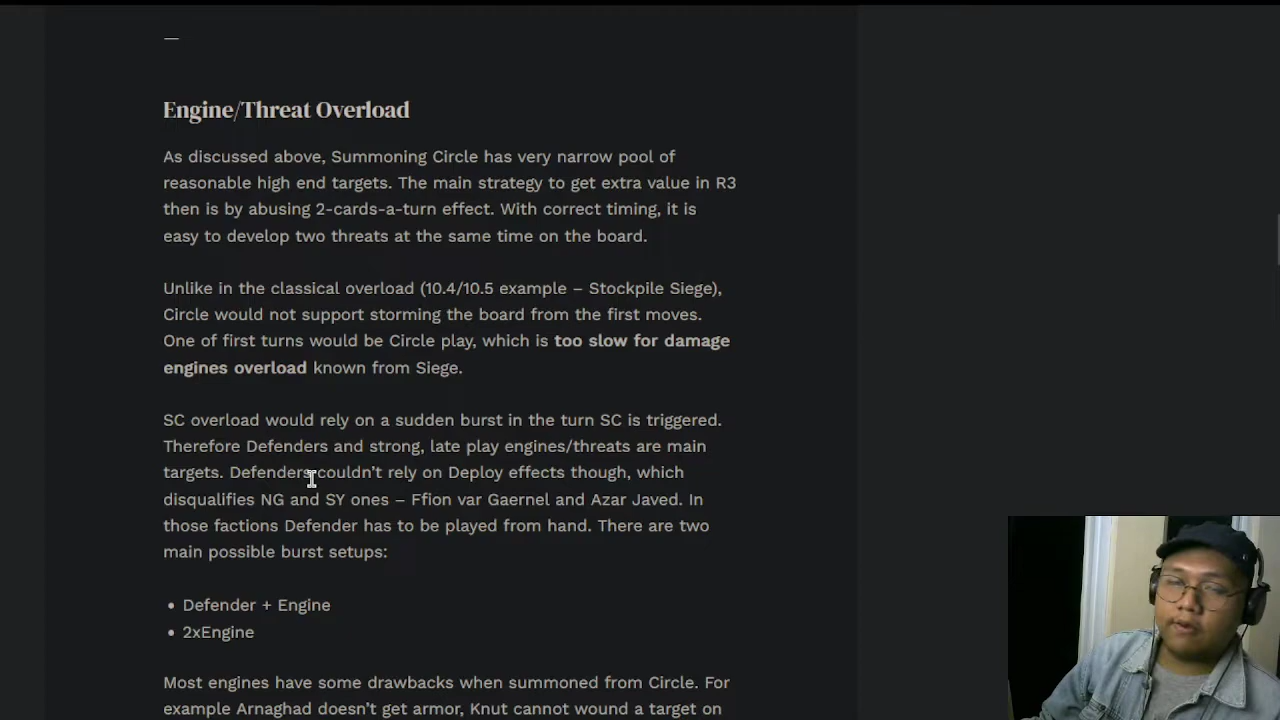 —
Engine/Threat Overload
As discussed above, Summoning Circle has very narrow pool of
reasonable high end targets. The main strategy to get extra value in R3
then is by abusing 2-cards-a-turn effect. With correct timing, it is
easy to develop two threats at the same time on the board.
Unlike in the classical overload (10.4/10.5 example – Stockpile Siege),
Circle would not support storming the board from the first moves.
One of first turns would be Circle play, which is too slow for damage
engines overload known from Siege.
SC overload would rely on a sudden burst in the turn SC is triggered.
Therefore Defenders and strong, late play engines/threats are main
targets. Defenders couldn't rely on Deploy effects though, which
disqualifies NG and SY ones – Ffion var Gaernel and Azar Javed. In
those factions Defender has to be played from hand. There are two
main possible burst setups:
• Defender + Engine
• 2xEngine
Most engines have some drawbacks when summoned from Circle. For
example Arnaghad doesn't get armor, Knut cannot wound a target on